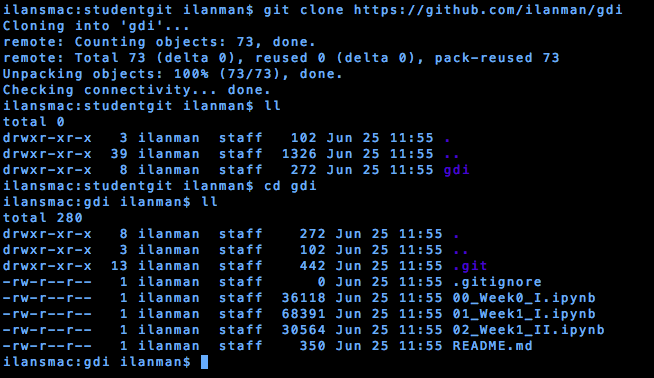 ilansmac:studentgit ilanman$ git clone https://github.com/ilanman/gdi
Cloning into 'gdi'...
remote: Counting objects: 73, done.
remote: Total 73 (delta 0), reused 0 (delta 0), pack-reused 73
Unpacking objects: 100% (73/73), done.
Checking connectivity... done.
ilansmac:studentgit ilanman$ ll
total 0
drwxr-xr-x   3 ilanman  staff   102 Jun 25 11:55 .
drwxr-xr-x  39 ilanman  staff  1326 Jun 25 11:55 ..
drwxr-xr-x   8 ilanman  staff   272 Jun 25 11:55 gdi
ilansmac:studentgit ilanman$ cd gdi
ilansmac:gdi ilanman$ ll
total 280
drwxr-xr-x   8 ilanman  staff    272 Jun 25 11:55 .
drwxr-xr-x   3 ilanman  staff    102 Jun 25 11:55 ..
drwxr-xr-x  13 ilanman  staff    442 Jun 25 11:55 .git
-rw-r--r--   1 ilanman  staff      0 Jun 25 11:55 .gitignore
-rw-r--r--   1 ilanman  staff  36118 Jun 25 11:55 00_Week0_I.ipynb
-rw-r--r--   1 ilanman  staff  68391 Jun 25 11:55 01_Week1_I.ipynb
-rw-r--r--   1 ilanman  staff  30564 Jun 25 11:55 02_Week1_II.ipynb
-rw-r--r--   1 ilanman  staff    350 Jun 25 11:55 README.md
ilansmac:gdi ilanman$